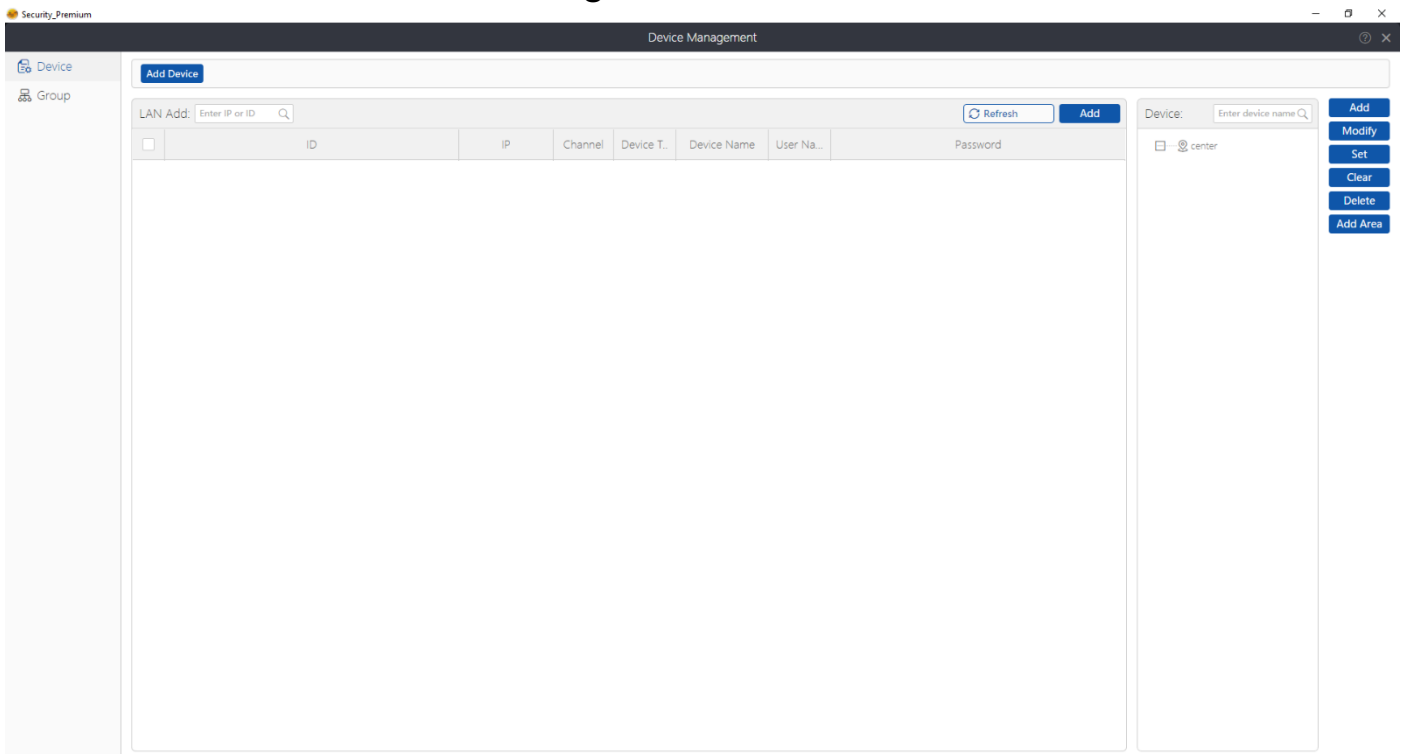 Security_Premium
Device Management
Device
Group
Add Device
LAN Add: Enter IP or ID
Refresh
Add
ID IP Channel Device T.. Device Name User Na... Password
Device: Enter device name
center
Add
Modify
Set
Clear
Delete
Add Area